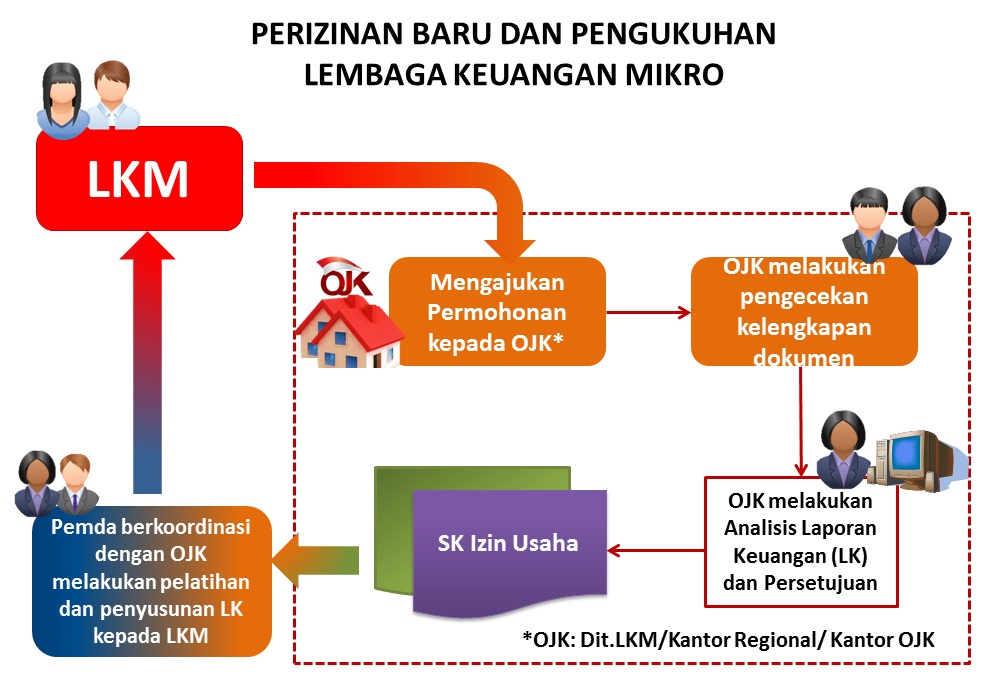 PERIZINAN BARU DAN PENGUKUHAN
LEMBAGA KEUANGAN MIKRO
LKM
OJK
Mengajukan
Permohonan
kepada OJK*
OJK melakukan
pengecekan
kelengkapan
dokumen
OJK melakukan
Analisis Laporan
Keuangan (LK)
dan Persetujuan
SK Izin Usaha
Pemda berkoordinasi
dengan OJK
melakukan pelatihan
dan penyusunan LK
kepada LKM
*OJK: Dit.LKM/Kantor Regional/ Kantor OJK